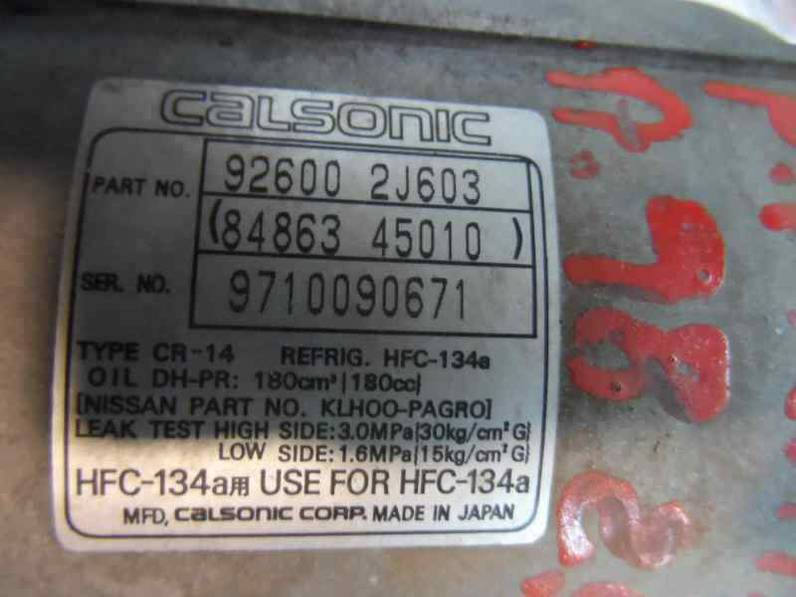 CALSONIC
PART NO. 92600 2J603
(84863 45010 )
SER. NO. 9710090671
TYPE CR-14 REFRIG. HFC-134a
OIL DH-PR: 180cm³{180cc}
[NISSAN PART NO. KLH00-PAGR0]
LEAK TEST HIGH SIDE:3.0MPa{30kg/cm²G}
LOW SIDE:1.6MPa{15kg/cm²G}
HFC-134a用 USE FOR HFC-134a
MFD, CALSONIC CORP. MADE IN JAPAN
98